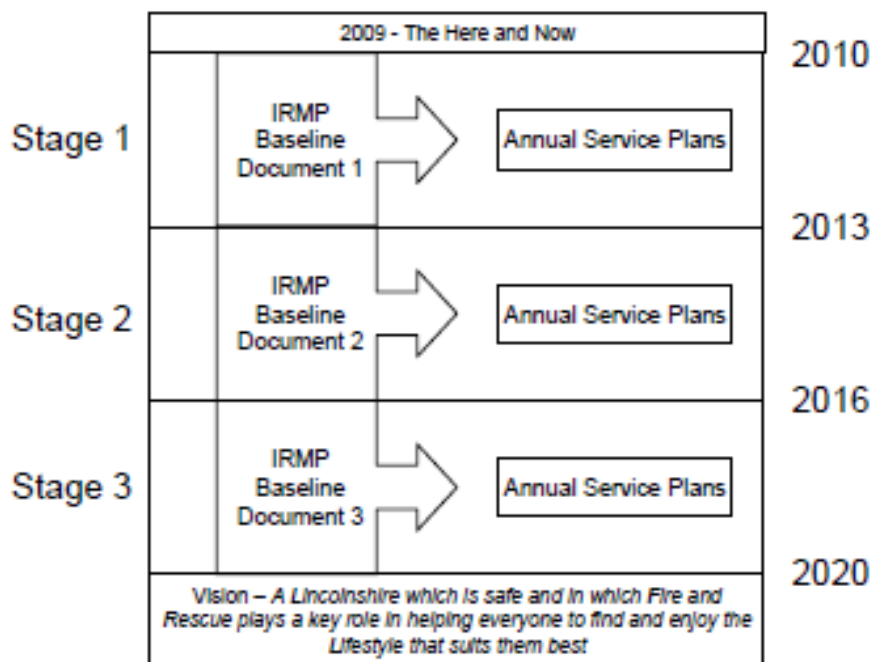 2009 - The Here and Now
2010
Stage 1
IRMP
Baseline
Document 1
Annual Service Plans
2013
Stage 2
IRMP
Baseline
Document 2
Annual Service Plans
2016
Stage 3
IRMP
Baseline
Document 3
Annual Service Plans
2020
Vision – A Lincolnshire which is safe and in which Fire and
Rescue plays a key role in helping everyone to find and enjoy the
Lifestyle that suits them best